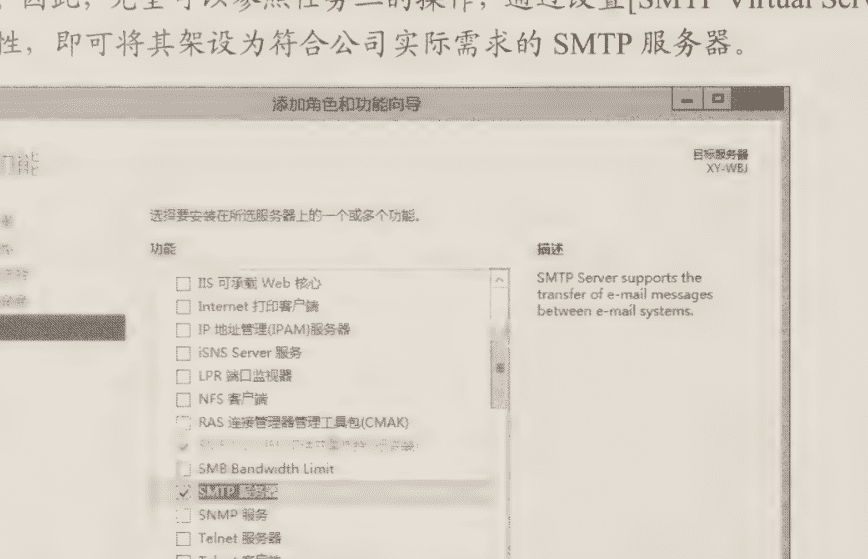 因此，完全可以参照任务二的操作，通过设置[SMTP Virtual Serv
性，即可将其架设为符合公司实际需求的 SMTP 服务器。
添加角色和功能向导
功能
目标服务器
XY-WBJ
选择要安装在所选服务器上的一个或多个功能。
功能
描述
IIS 可承载 Web 核心
SMTP Server supports the
transfer of e-mail messages
between e-mail systems.
Internet 打印客户端
IP 地址管理(IPAM)服务器
iSNS Server 服务
LPR 端口监视器
NFS 客户端
RAS 连接管理器管理工具包(CMAK)
SMB Bandwidth Limit
SMTP 服务器
SNMP 服务
Telnet 服务器